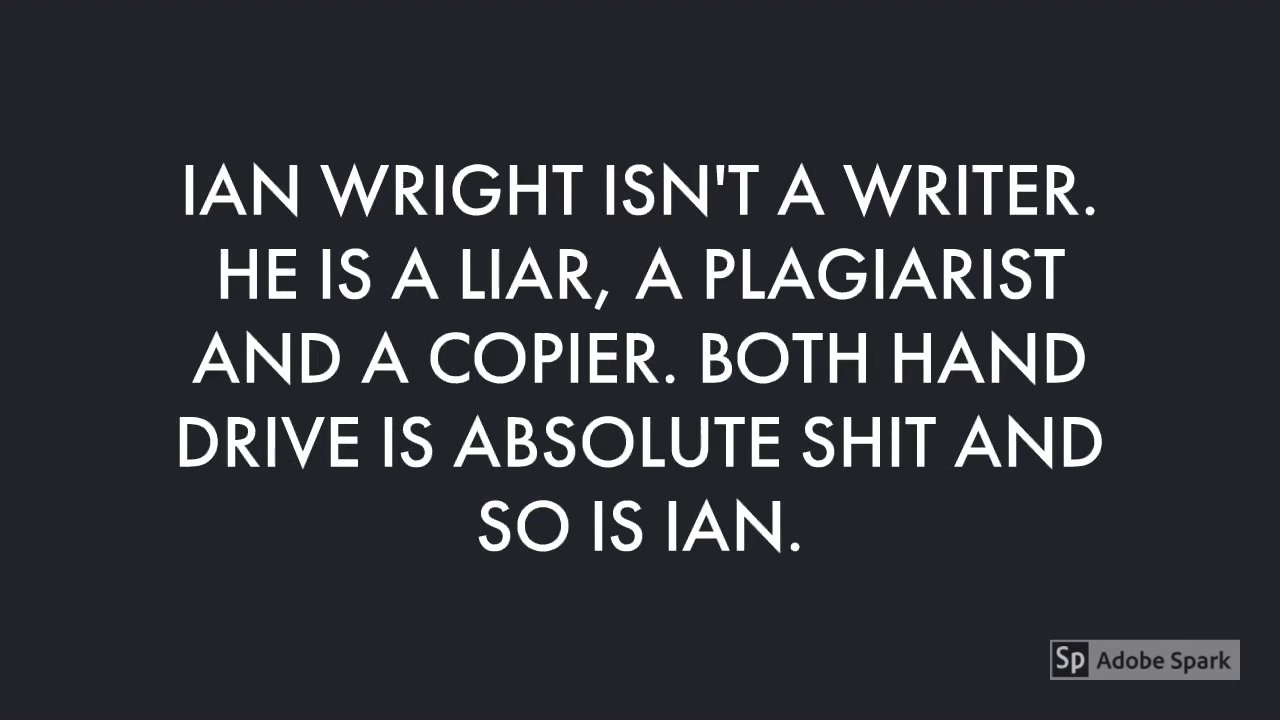 IAN WRIGHT ISN'T A WRITER.
HE IS A LIAR, A PLAGIARIST
AND A COPIER. BOTH HAND
DRIVE IS ABSOLUTE SHIT AND
SO IS IAN.
Sp Adobe Spark